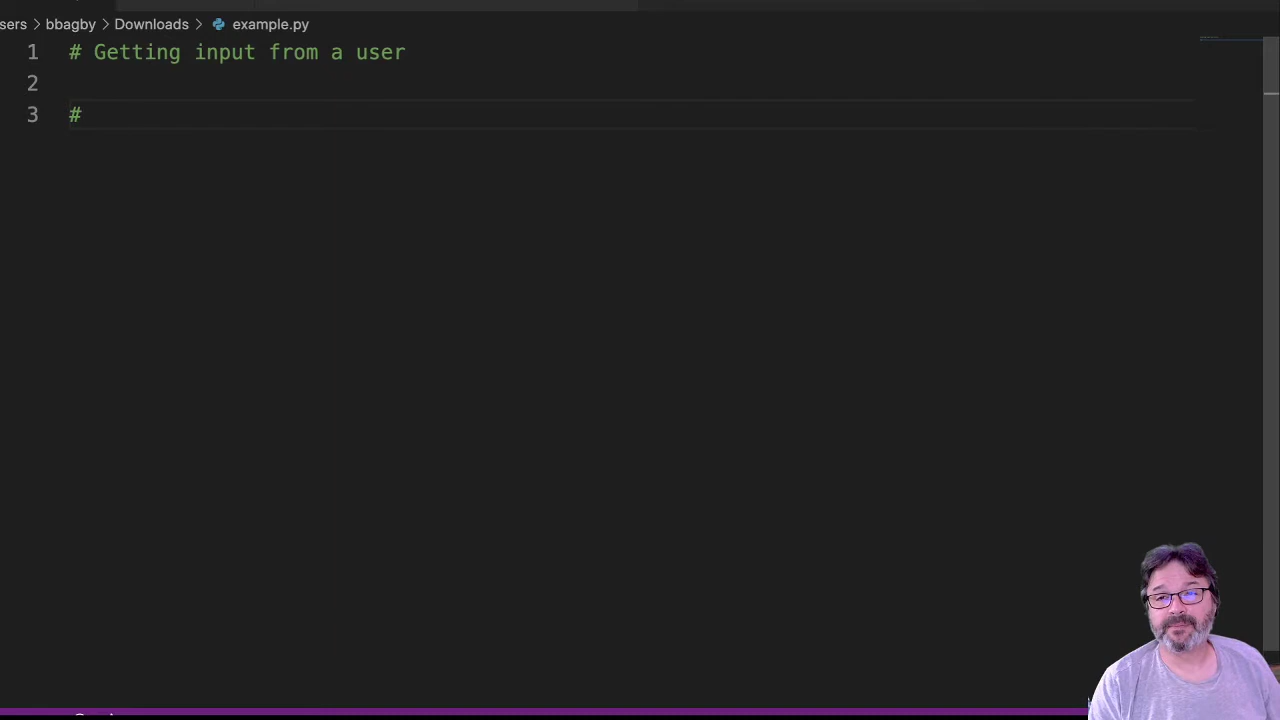 sers > bbagby > Downloads > example.py
1 # Getting input from a user
2
3 #